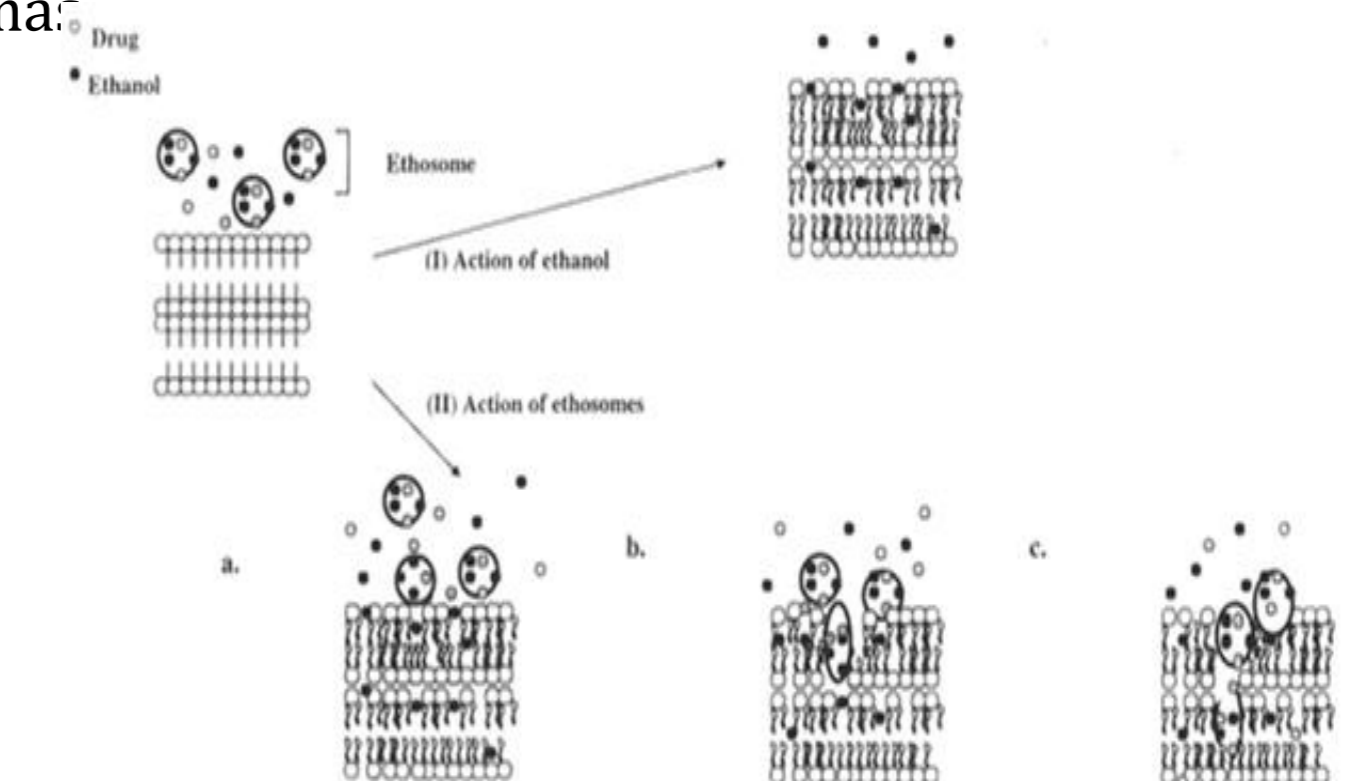 Drug
Ethanol
Ethosome
(I) Action of ethanol
(II) Action of ethosomes
a.
b.
c.